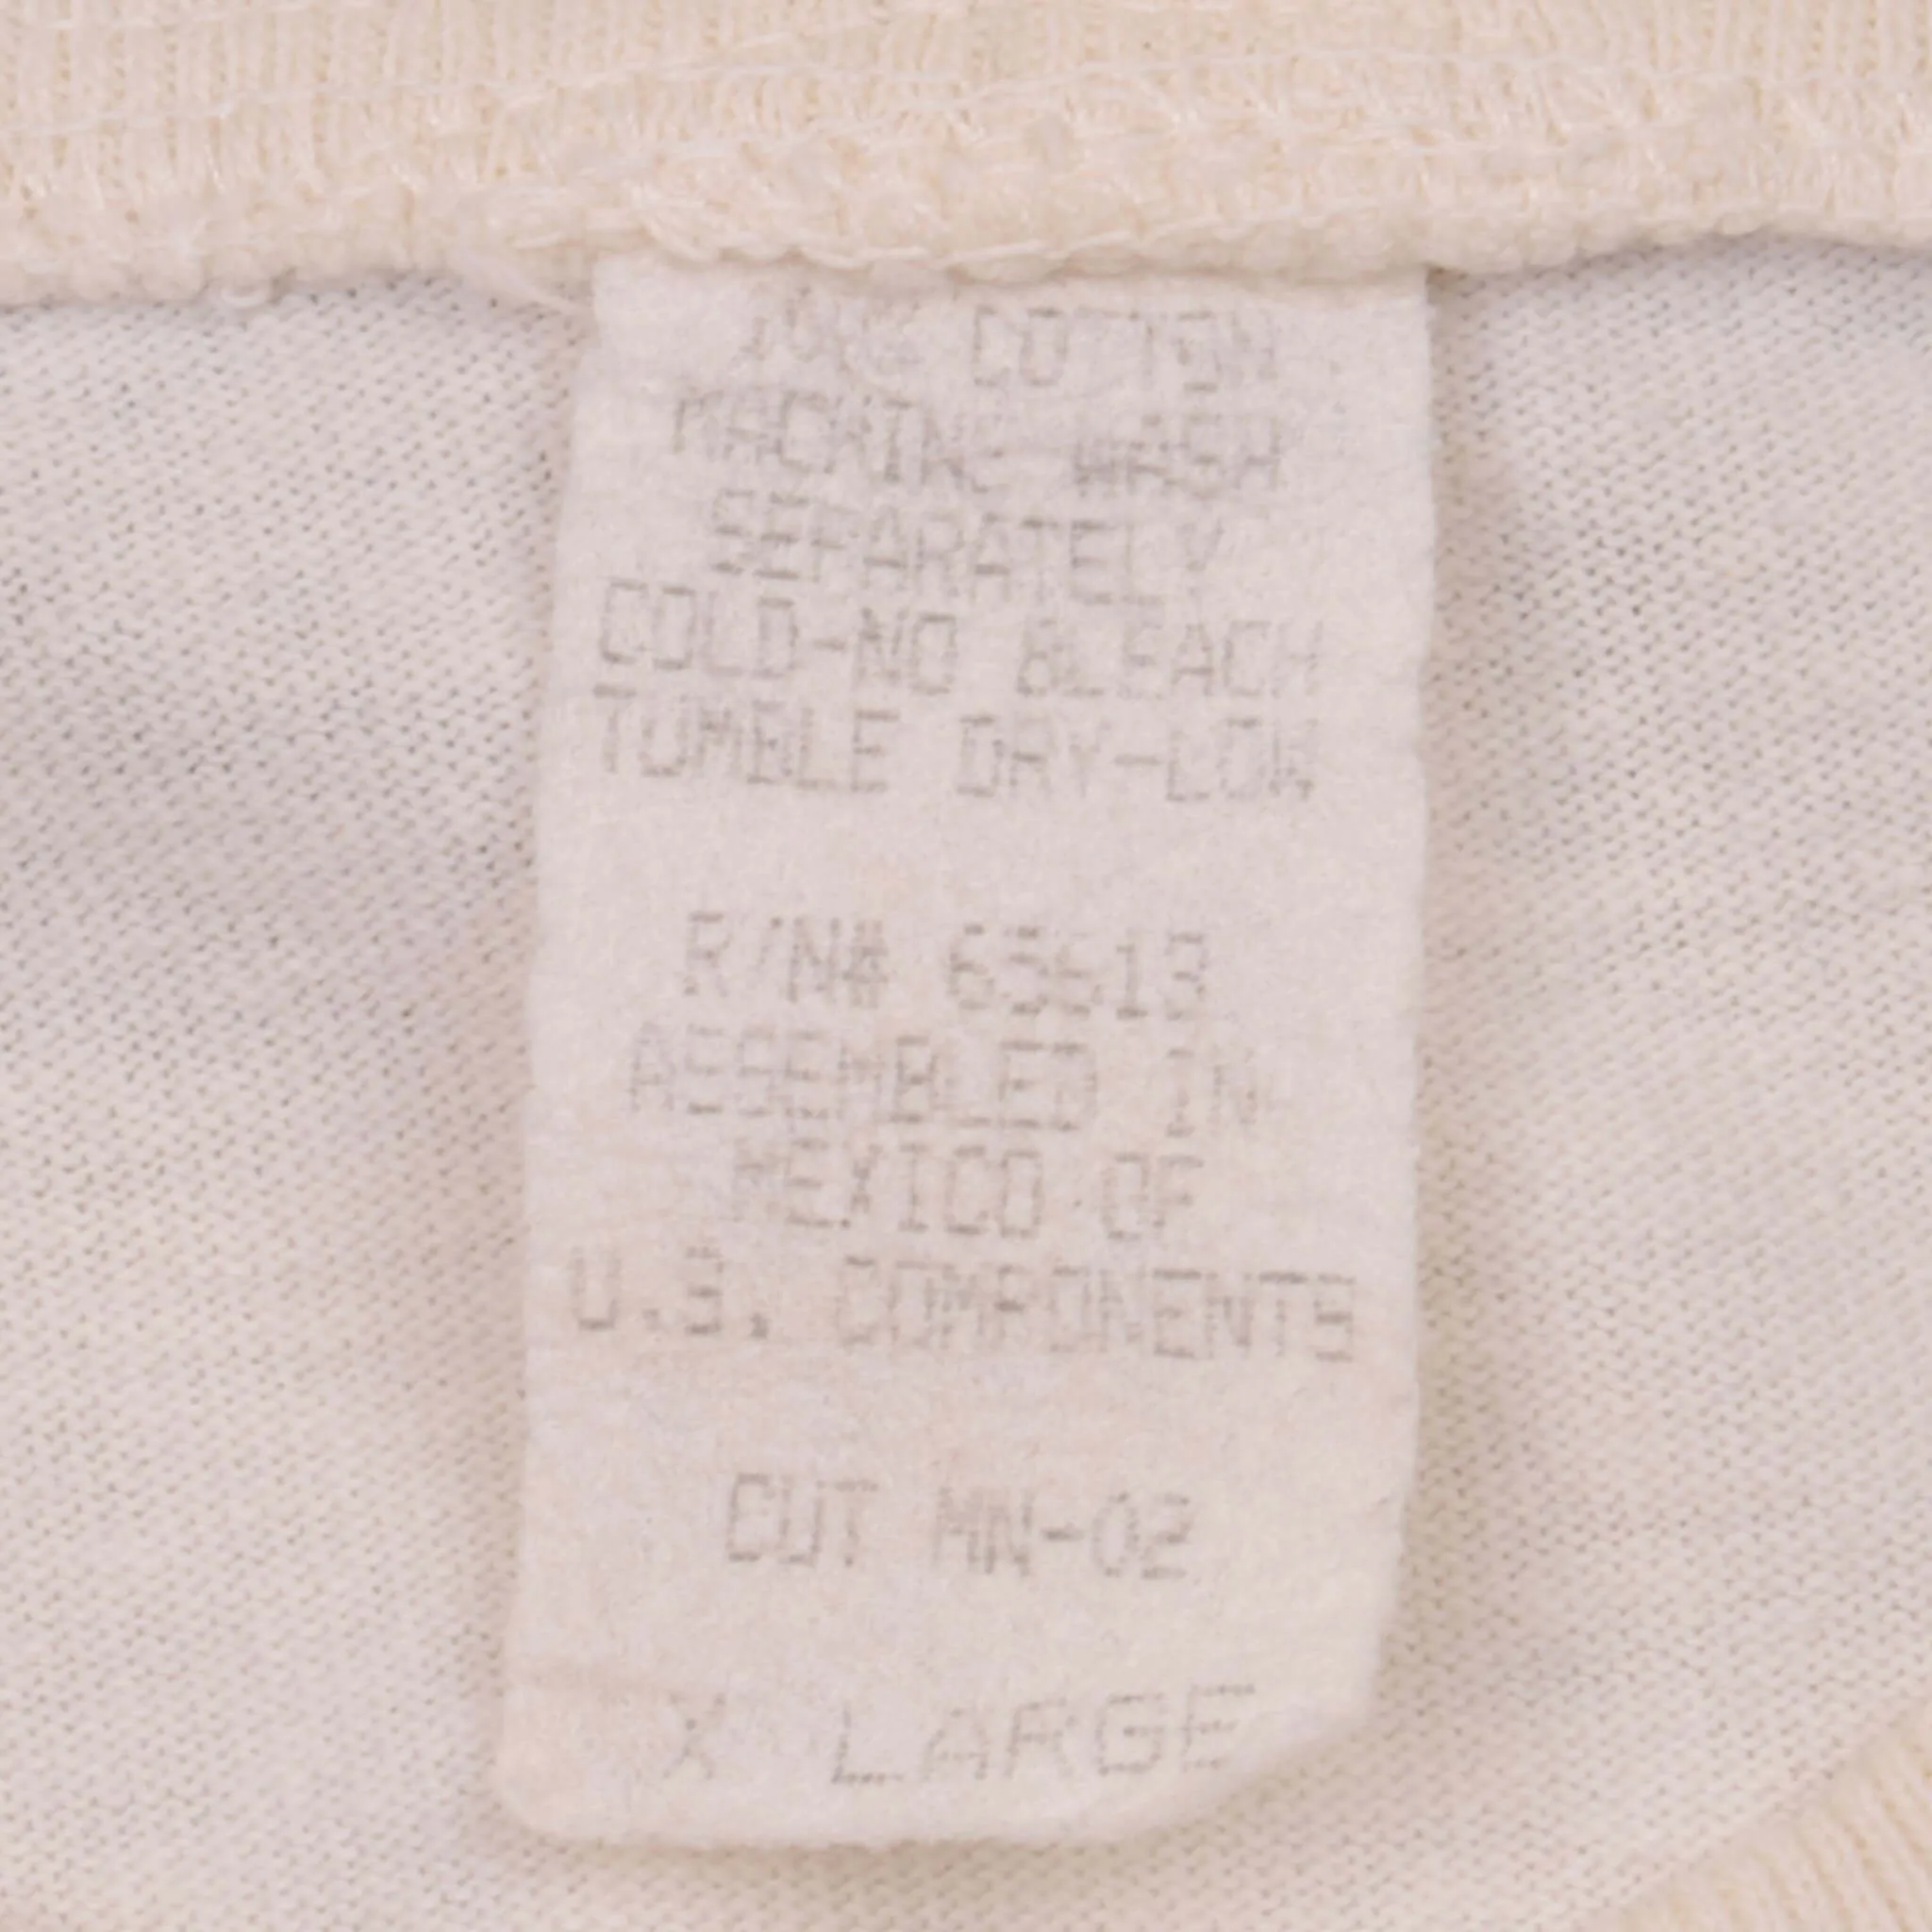 100% COTTON
MACHINE WASH
SEPARATELY
COLD-NO BLEACH
TUMBLE DRY-LOW
R/N# 65613
ASSEMBLED IN
MEXICO OF
U.S. COMPONENTS
CUT MN-02
X LARGE